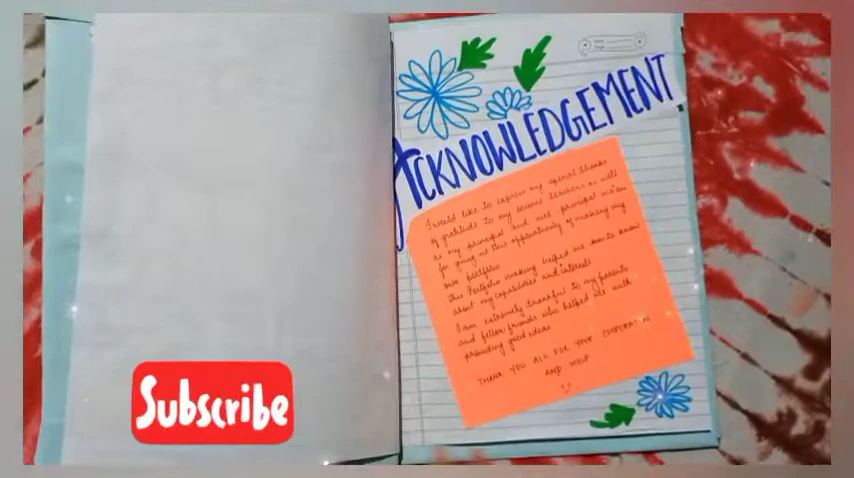 ACKNOWLEDGEMENT
I would like to express my special thanks
of gratitude to my science teachers as well
as my principal and vice-principal ma'am
for giving us this opportunity of making my
own portfolio
This Portfolio making helped me how to know
about my capabilities and interests
I am extremely thankful to my parents
and fellow friends who helped me with
providing good ideas
THANK YOU ALL FOR YOUR COOPERATION
AND HELP
Subscribe